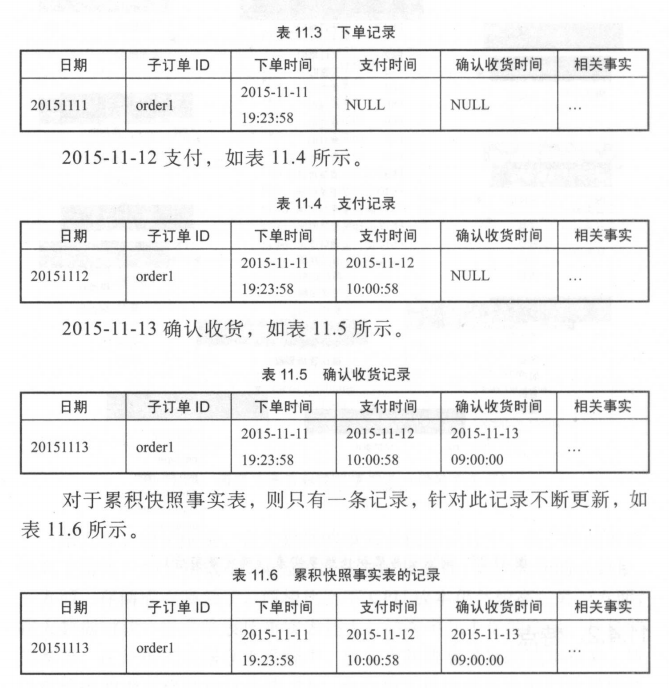 表 11.3 下单记录
日期 子订单 ID 下单时间 支付时间 确认收货时间 相关事实
20151111 order1 2015-11-11 NULL NULL …
19:23:58
2015-11-12 支付，如表 11.4 所示。
表 11.4 支付记录
日期 子订单 ID 下单时间 支付时间 确认收货时间 相关事实
20151112 order1 2015-11-11 2015-11-12 NULL …
19:23:58 10:00:58
2015-11-13 确认收货，如表 11.5 所示。
表 11.5 确认收货记录
日期 子订单 ID 下单时间 支付时间 确认收货时间 相关事实
20151113 order1 2015-11-11 2015-11-12 2015-11-13 …
19:23:58 10:00:58 09:00:00
对于累积快照事实表，则只有一条记录，针对此记录不断更新，如
表 11.6 所示。
表 11.6 累积快照事实表的记录
日期 子订单 ID 下单时间 支付时间 确认收货时间 相关事实
20151113 order1 2015-11-11 2015-11-12 2015-11-13 …
19:23:58 10:00:58 09:00:00